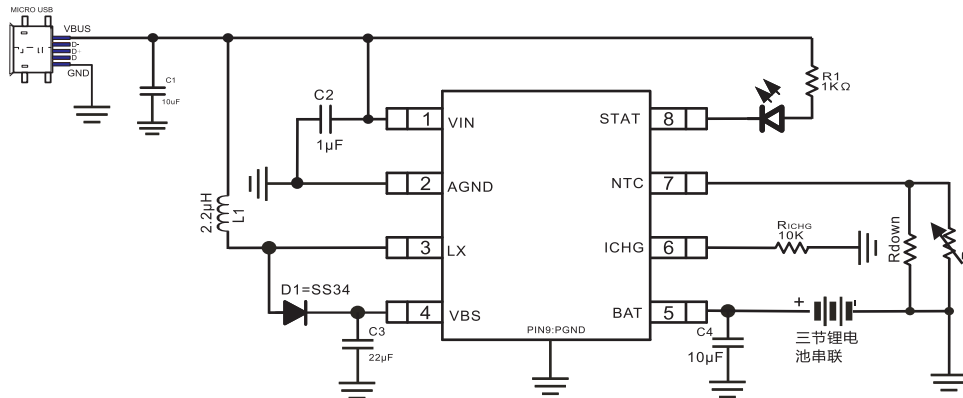 MICRO USB
VBUS
D-
D+
D
GND
C1
10uF
C2
1μF
2.2μH
L1
D1=SS34
C3
22μF
1
VIN
2
AGND
3
LX
4
VBS
STAT
8
NTC
7
ICHG
6
BAT
5
PIN9:PGND
R1
1KΩ
RICHG
10K
Rdown
C4
10μF
+
三节锂电
池串联